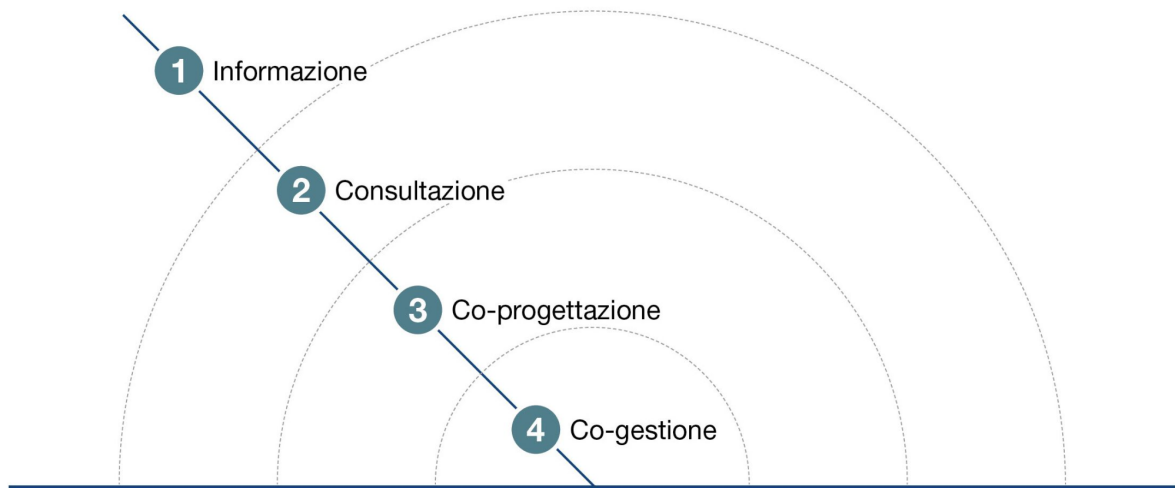 1 Informazione
2 Consultazione
3 Co-progettazione
4 Co-gestione